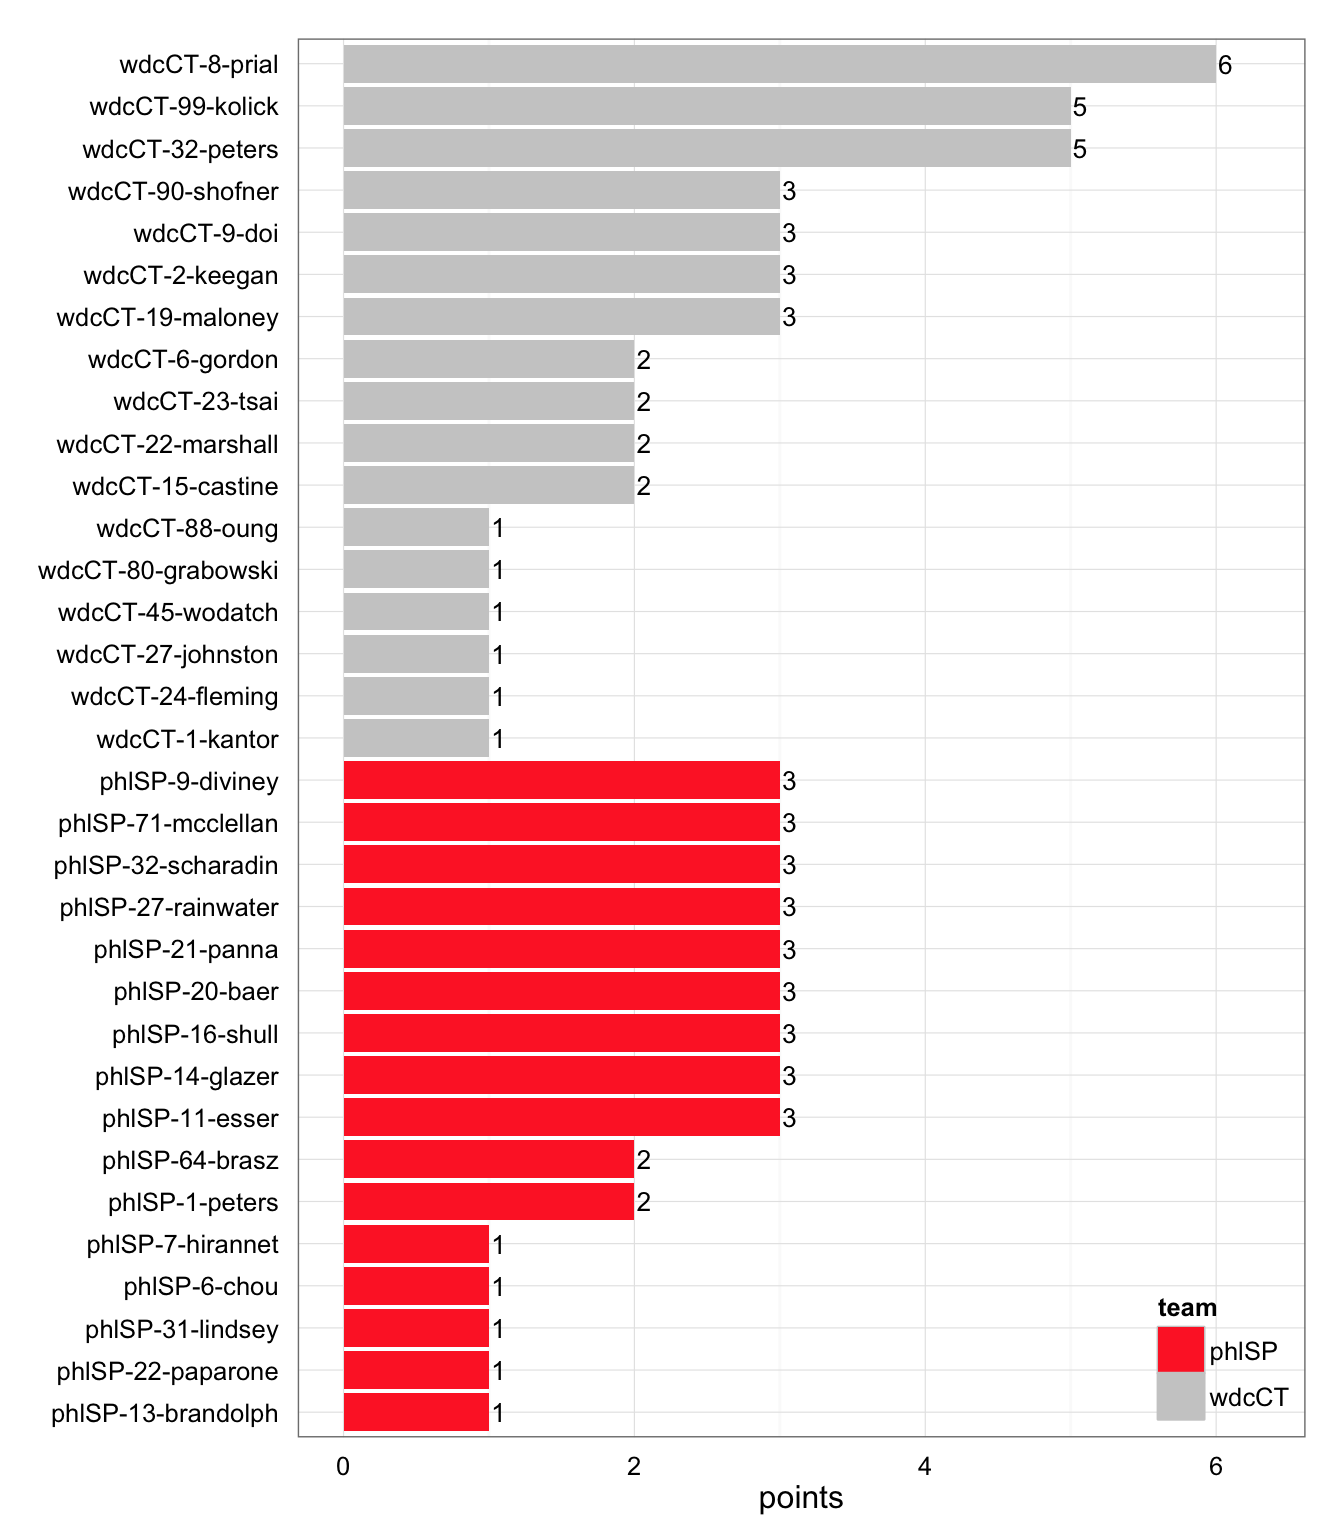 wdcCT-8-prial 6
wdcCT-99-kolick 5
wdcCT-32-peters 5
wdcCT-90-shofner 3
wdcCT-9-doi 3
wdcCT-2-keegan 3
wdcCT-19-maloney 3
wdcCT-6-gordon 2
wdcCT-23-tsai 2
wdcCT-22-marshall 2
wdcCT-15-castine 2
wdcCT-88-oung 1
wdcCT-80-grabowski 1
wdcCT-45-wodatch 1
wdcCT-27-johnston 1
wdcCT-24-fleming 1
wdcCT-1-kantor 1
phlSP-9-diviney 3
phlSP-71-mcclellan 3
phlSP-32-scharadin 3
phlSP-27-rainwater 3
phlSP-21-panna 3
phlSP-20-baer 3
phlSP-16-shull 3
phlSP-14-glazer 3
phlSP-11-esser 3
phlSP-64-brasz 2
phlSP-1-peters 2
phlSP-7-hirannet 1
phlSP-6-chou 1
phlSP-31-lindsey 1
phlSP-22-paparone 1
phlSP-13-brandolph 1
team
phlSP
wdcCT
0 2 4 6
points